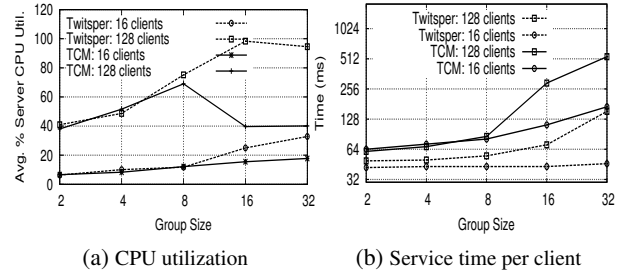 Avg. % Server CPU Util.
120
100
80
60
40
20
0
Twitsper: 16 clients
Twitsper: 128 clients
TCM: 16 clients
TCM: 128 clients
2
4
8
16
32
Group Size
(a) CPU utilization
Time (ms)
1024
512
256
128
64
32
Twitsper: 128 clients
Twitsper: 16 clients
TCM: 128 clients
TCM: 16 clients
2
4
8
16
32
Group Size
(b) Service time per client